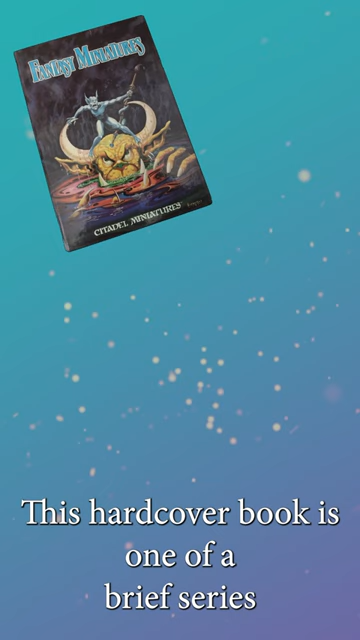 Fantasy Miniatures
CITADEL MINIATURES
This hardcover book is
one of a
brief series